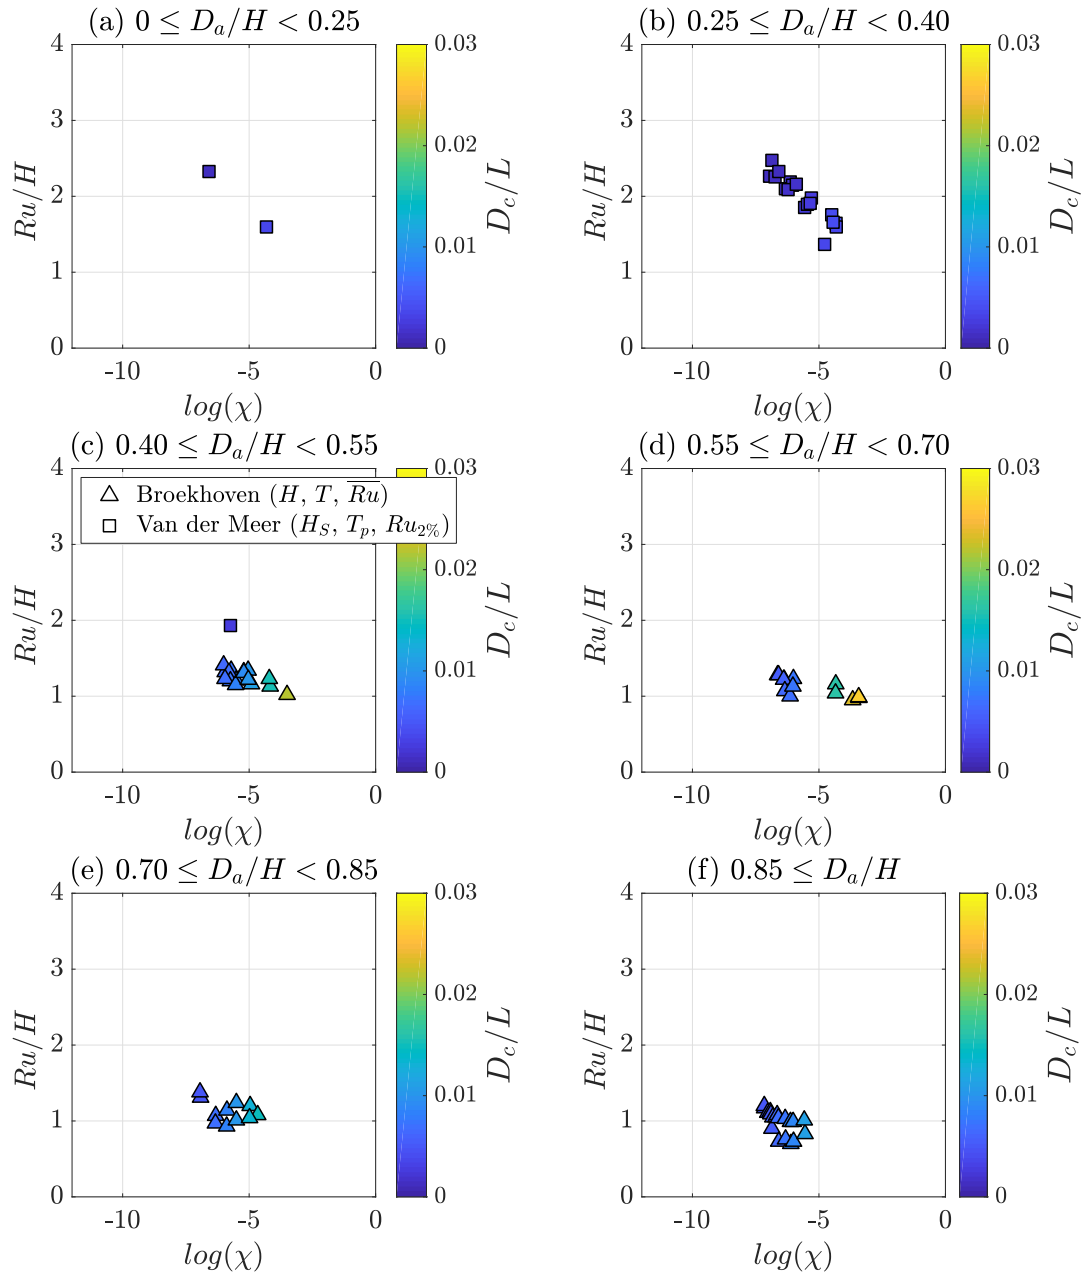 (a) 0 ≤ D_a/H < 0.25
4
3
2
1
0
Ru/H
-10
-5
0
log(χ)
0.03
0.02
0.01
0
D_c/L
(b) 0.25 ≤ D_a/H < 0.40
4
3
2
1
0
Ru/H
-10
-5
0
log(χ)
0.03
0.02
0.01
0
D_c/L
(c) 0.40 ≤ D_a/H < 0.55
4
3
2
1
0
Ru/H
Broekhoven (H, T, \overline{Ru})
Van der Meer (H_S, T_p, Ru_{2%})
-10
-5
0
log(χ)
0.03
0.02
0.01
0
D_c/L
(d) 0.55 ≤ D_a/H < 0.70
4
3
2
1
0
Ru/H
-10
-5
0
log(χ)
0.03
0.02
0.01
0
D_c/L
(e) 0.70 ≤ D_a/H < 0.85
4
3
2
1
0
Ru/H
-10
-5
0
log(χ)
0.03
0.02
0.01
0
D_c/L
(f) 0.85 ≤ D_a/H
4
3
2
1
0
Ru/H
-10
-5
0
log(χ)
0.03
0.02
0.01
0
D_c/L